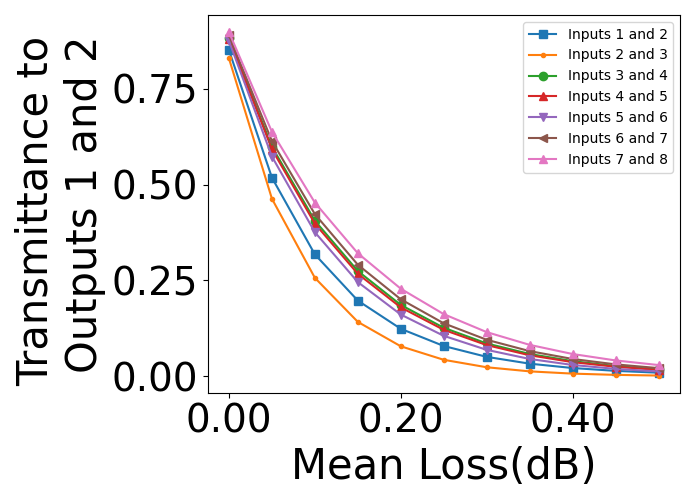 Transmittance to
Outputs 1 and 2
0.75
0.50
0.25
0.00
0.00 0.20 0.40
Mean Loss(dB)
Inputs 1 and 2
Inputs 2 and 3
Inputs 3 and 4
Inputs 4 and 5
Inputs 5 and 6
Inputs 6 and 7
Inputs 7 and 8